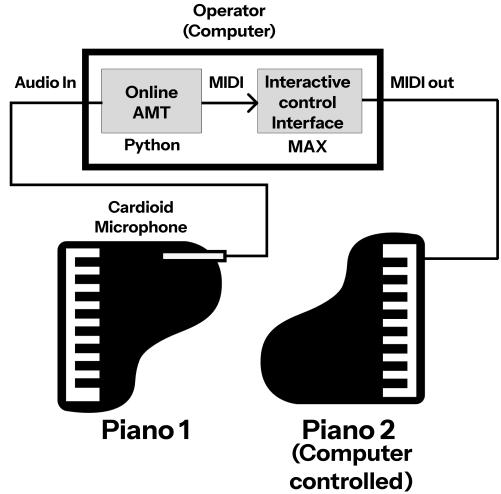 Operator
(Computer)
Audio In
MIDI
MIDI out
Online
AMT
Interactive
control
Interface
Python
MAX
Cardioid
Microphone
Piano 1
Piano 2
(Computer
controlled)